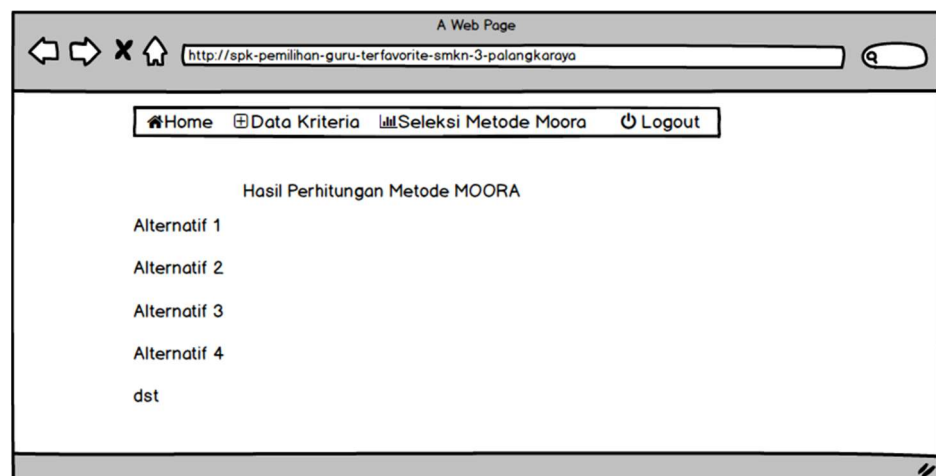 A Web Page
http://spk-pemilihan-guru-terfavorite-smkn-3-palangkaraya
Home Data Kriteria Seleksi Metode Moora Logout
Hasil Perhitungan Metode MOORA
Alternatif 1
Alternatif 2
Alternatif 3
Alternatif 4
dst